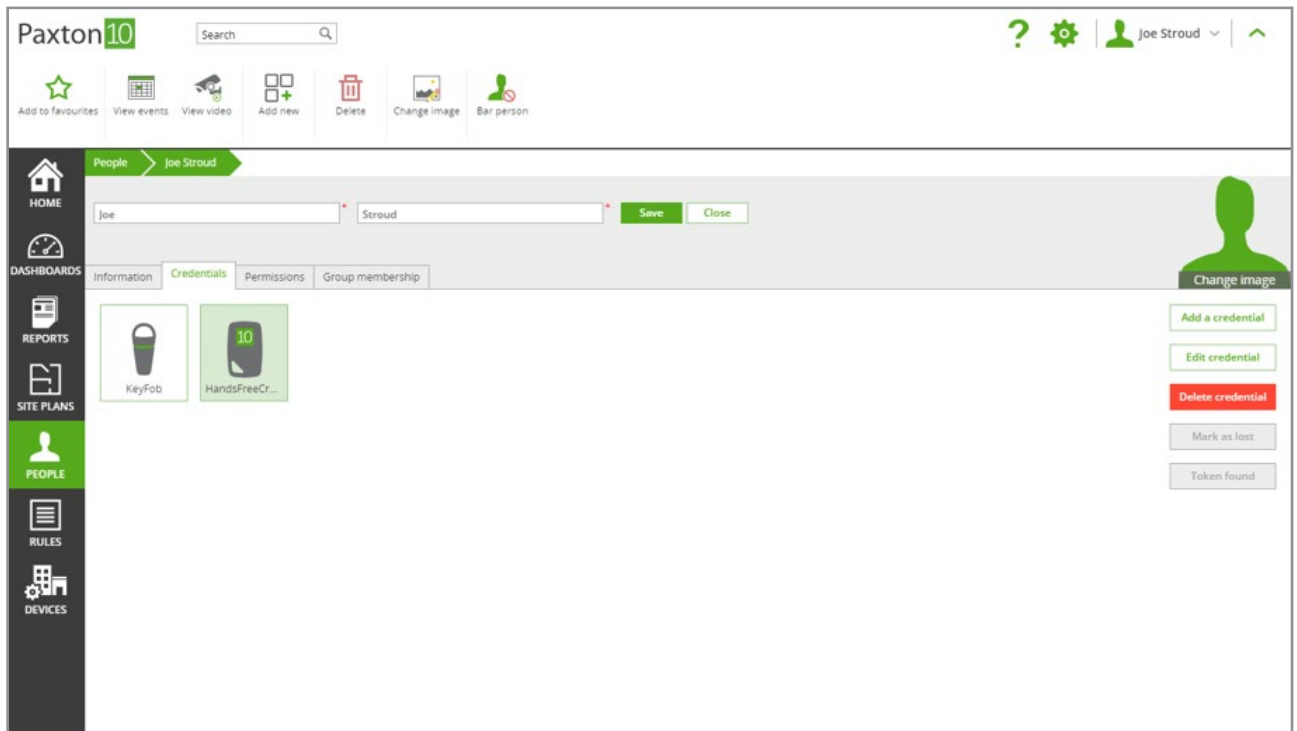 Paxton 10
Search
Joe Stroud
Add to favourites
View events
View video
Add new
Delete
Change image
Bar person
HOME
DASHBOARDS
REPORTS
SITE PLANS
PEOPLE
RULES
DEVICES
People
Joe Stroud
Joe *
Stroud *
Save
Close
Change image
Information
Credentials
Permissions
Group membership
KeyFob
10
HandsFreeCr...
Add a credential
Edit credential
Delete credential
Mark as lost
Token found